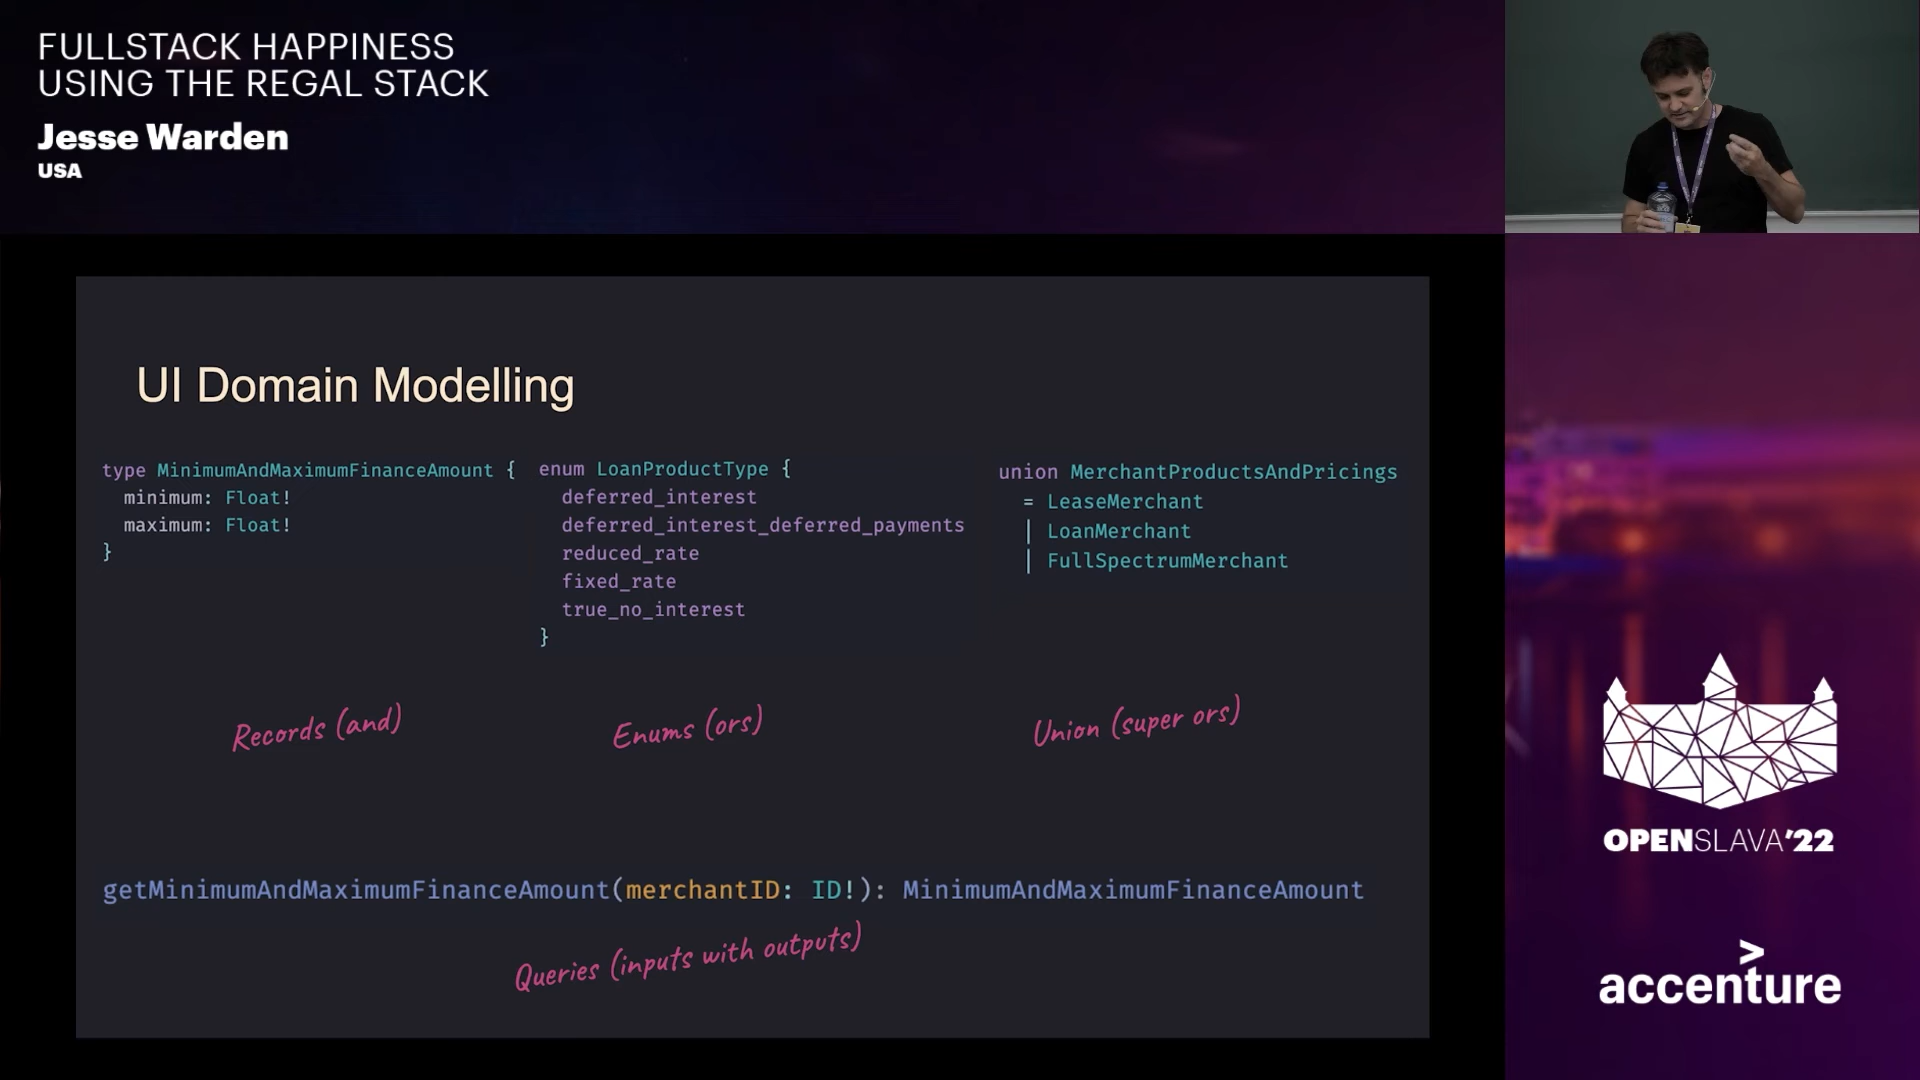 FULLSTACK HAPPINESS
USING THE REGAL STACK
Jesse Warden
USA
UI Domain Modelling
type MinimumAndMaximumFinanceAmount {
minimum: Float!
maximum: Float!
}
enum LoanProductType {
deferred_interest
deferred_interest_deferred_payments
reduced_rate
fixed_rate
true_no_interest
}
union MerchantProductsAndPricings
= LeaseMerchant
| LoanMerchant
| FullSpectrumMerchant
Records (and)
Enums (ors)
Union (super ors)
getMinimumAndMaximumFinanceAmount(merchantID: ID!): MinimumAndMaximumFinanceAmount
Queries (inputs with outputs)
OPENSLAVA'22
accenture